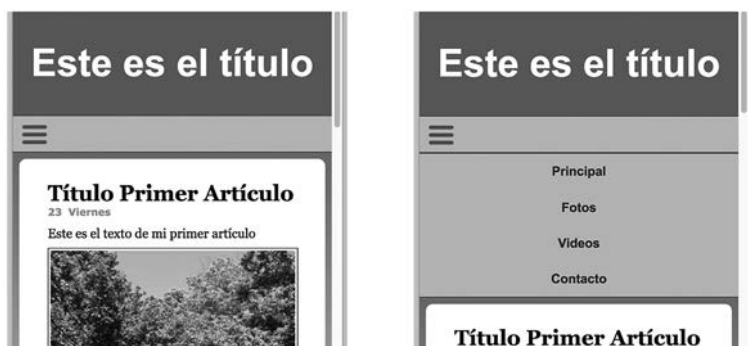 Este es el título
Título Primer Artículo
23 Viernes
Este es el texto de mi primer artículo
Este es el título
Principal
Fotos
Videos
Contacto
Título Primer Artículo